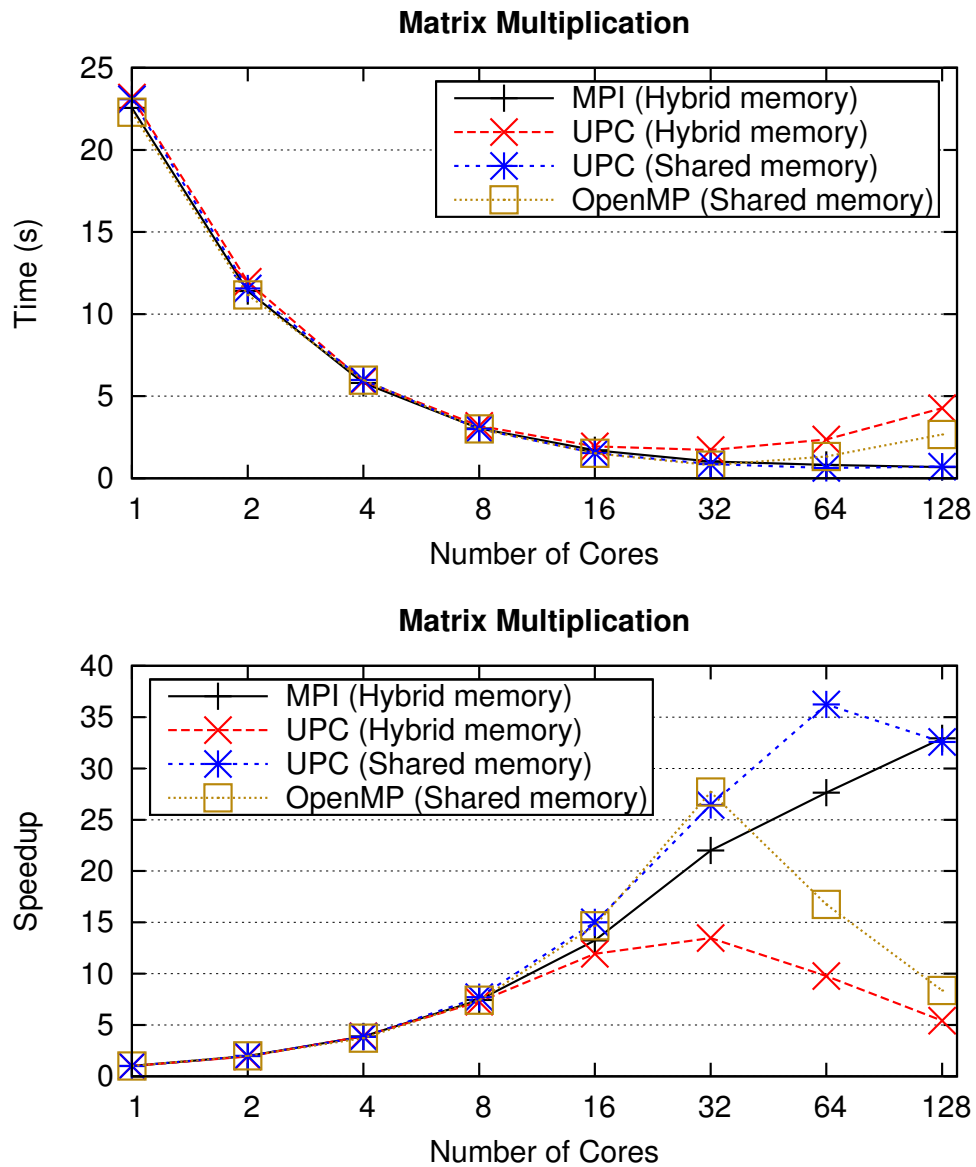 Matrix Multiplication
25
20
15
10
5
0
Time (s)
MPI (Hybrid memory)
UPC (Hybrid memory)
UPC (Shared memory)
OpenMP (Shared memory)
1 2 4 8 16 32 64 128
Number of Cores
Matrix Multiplication
40
35
30
25
20
15
10
5
0
Speedup
MPI (Hybrid memory)
UPC (Hybrid memory)
UPC (Shared memory)
OpenMP (Shared memory)
1 2 4 8 16 32 64 128
Number of Cores